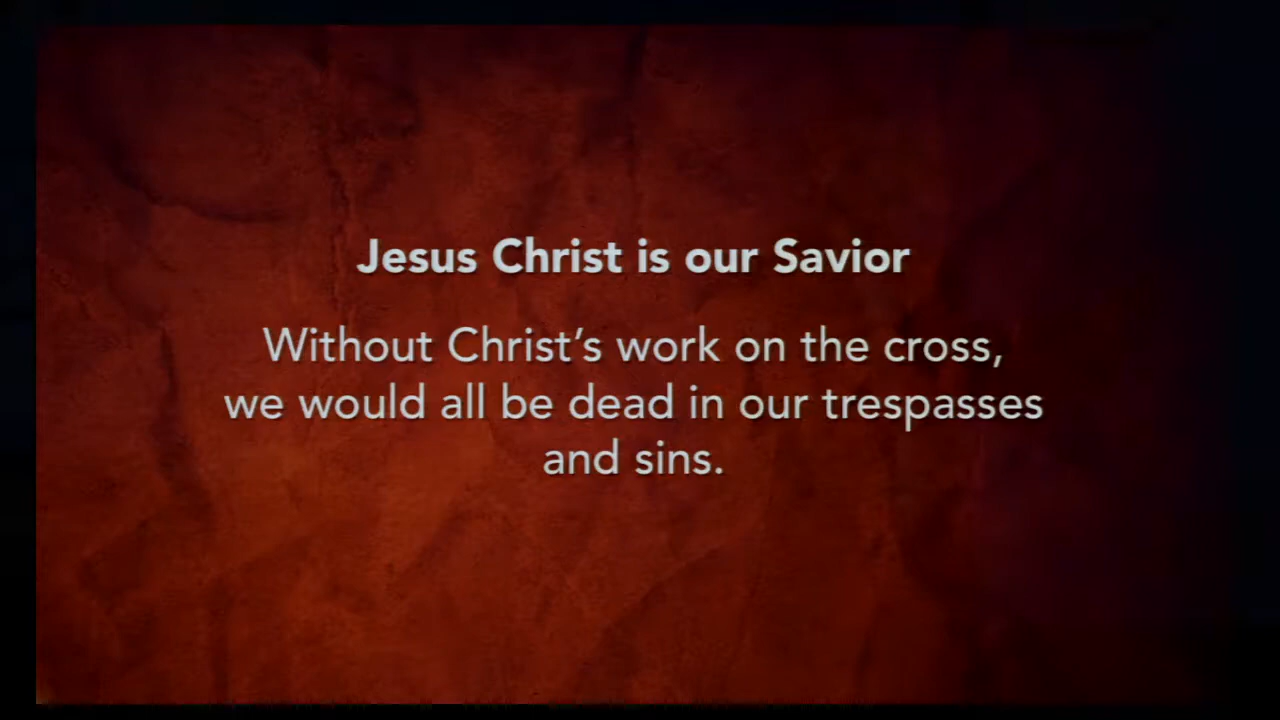 Jesus Christ is our Savior
Without Christ’s work on the cross,
we would all be dead in our trespasses
and sins.